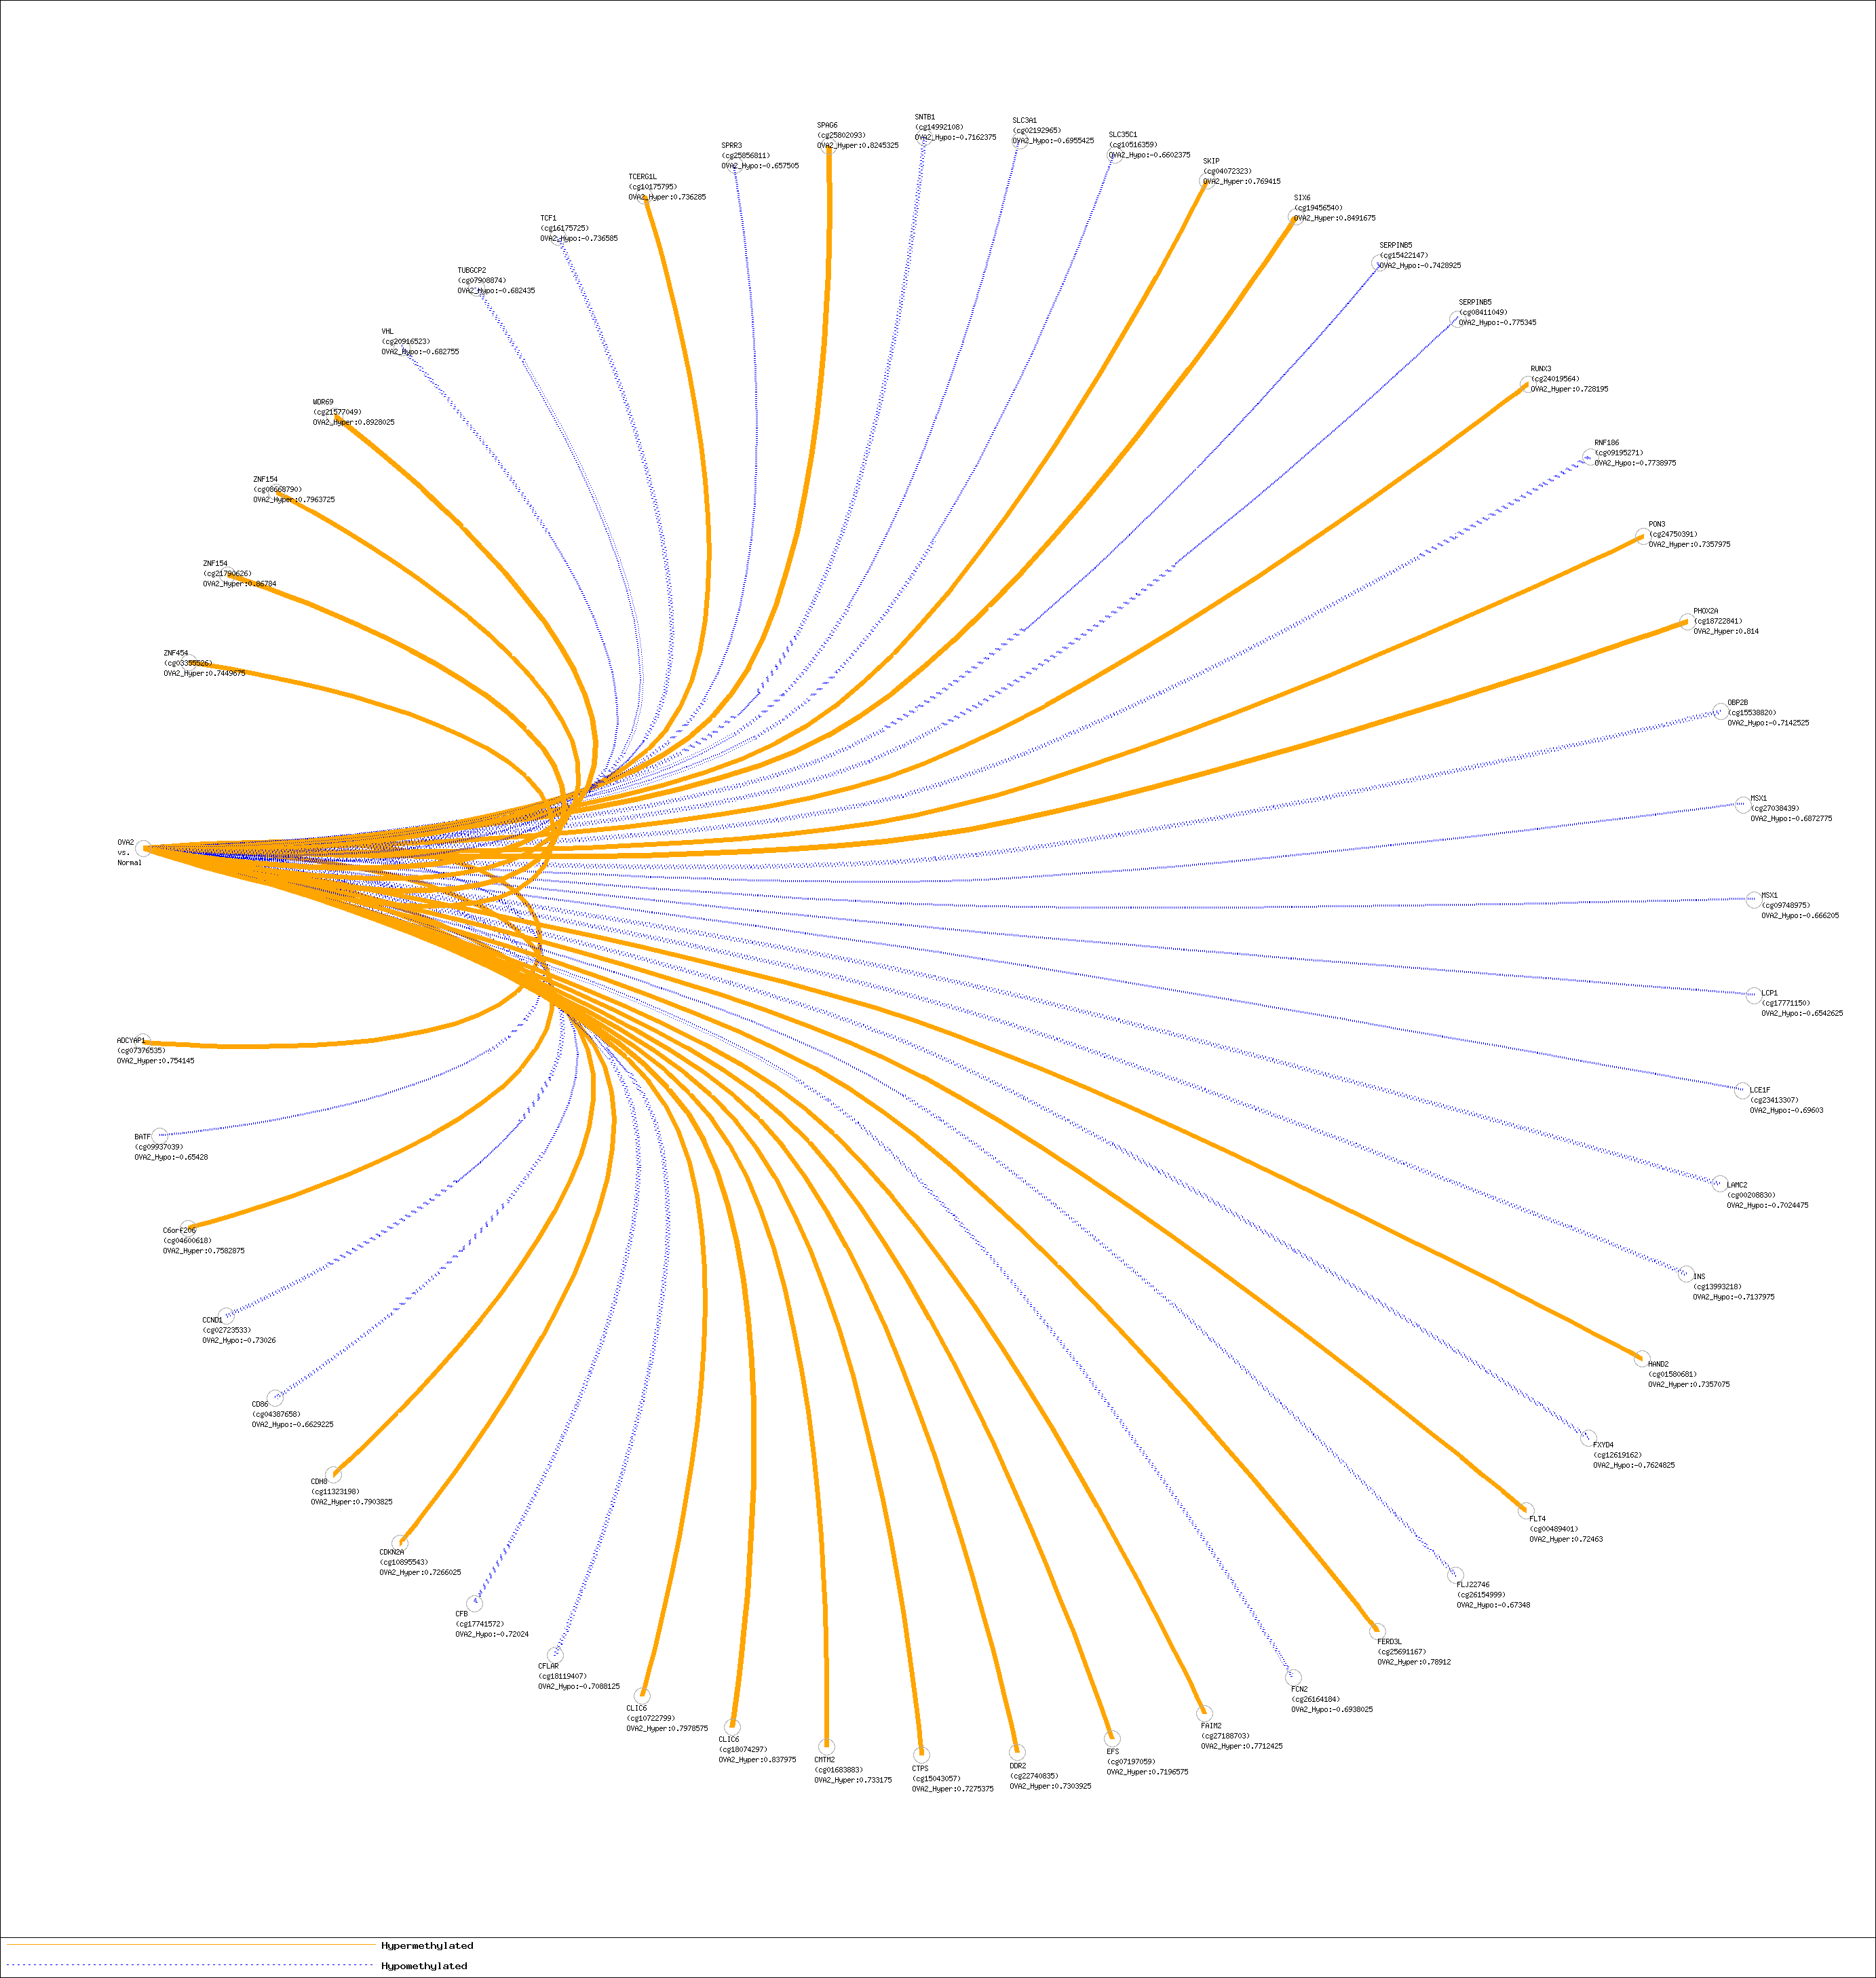 SNTB1
(cg14992108)
OVA2_Hypo:-0.7162375
SLC3A1
(cg02192965)
OVA2_Hypo:-0.6955425
SPAG6
(cg25802093)
OVA2_Hyper:0.8245325
SLC35C1
(cg10516359)
OVA2_Hypo:-0.6602375
SPRR3
(cg25856811)
OVA2_Hypo:-0.657505
SKIP
(cg04072323)
OVA2_Hyper:0.769415
TCERG1L
(cg10175795)
OVA2_Hyper:0.736285
SIX6
(cg19456540)
OVA2_Hyper:0.8491675
TCF1
(cg16175725)
OVA2_Hypo:-0.736585
SERPINB5
(cg15422147)
OVA2_Hypo:-0.7428925
TUBGCP2
(cg07908874)
OVA2_Hypo:-0.682435
SERPINB5
(cg08411049)
OVA2_Hypo:-0.775345
VHL
(cg20916523)
OVA2_Hypo:-0.682755
RUNX3
(cg24019564)
OVA2_Hyper:0.728195
WDR69
(cg21577049)
OVA2_Hyper:0.8928025
RNF186
(cg09195271)
OVA2_Hypo:-0.7738975
ZNF154
(cg08668790)
OVA2_Hyper:0.7963725
PON3
(cg24750391)
OVA2_Hyper:0.7357975
ZNF154
(cg21790626)
OVA2_Hyper:0.86784
PHOX2A
(cg18722841)
OVA2_Hyper:0.814
ZNF454
(cg03355526)
OVA2_Hyper:0.7449675
OBP2B
(cg15538820)
OVA2_Hypo:-0.7142525
MSX1
(cg27038439)
OVA2_Hypo:-0.6872775
OVA2
vs.
Normal
MSX1
(cg09748975)
OVA2_Hypo:-0.666205
LCP1
(cg17771150)
OVA2_Hypo:-0.6542625
ADCYAP1
(cg07376535)
OVA2_Hyper:0.754145
LCE1F
(cg23413307)
OVA2_Hypo:-0.69603
BATF
(cg09937039)
OVA2_Hypo:-0.65428
LAMC2
(cg00208830)
OVA2_Hypo:-0.7024475
C6orf206
(cg04600618)
OVA2_Hyper:0.7582875
INS
(cg13993218)
OVA2_Hypo:-0.7137975
CCND1
(cg02723533)
OVA2_Hypo:-0.73026
HAND2
(cg01580681)
OVA2_Hyper:0.7357075
CD86
(cg04387658)
OVA2_Hypo:-0.6629225
FXYD4
(cg12619162)
OVA2_Hypo:-0.7624825
CDH8
(cg11323198)
OVA2_Hyper:0.7903825
FLT4
(cg00489401)
OVA2_Hyper:0.72463
CDKN2A
(cg10895543)
OVA2_Hyper:0.7266025
FLJ22746
(cg26154999)
OVA2_Hypo:-0.67348
CFB
(cg17741572)
OVA2_Hypo:-0.72024
FERD3L
(cg25691167)
OVA2_Hyper:0.78912
CFLAR
(cg18119407)
OVA2_Hypo:-0.7088125
FCN2
(cg26164184)
OVA2_Hypo:-0.6938025
CLIC6
(cg10722799)
OVA2_Hyper:0.7978575
FAIM2
(cg27188703)
OVA2_Hyper:0.7712425
CLIC6
(cg18074297)
OVA2_Hyper:0.837975
EFS
(cg07197059)
OVA2_Hyper:0.7196575
CMTM2
(cg01683883)
OVA2_Hyper:0.733175
DDR2
(cg22740835)
OVA2_Hyper:0.7303925
CTPS
(cg15043057)
OVA2_Hyper:0.7275375
Hypermethylated
Hypomethylated